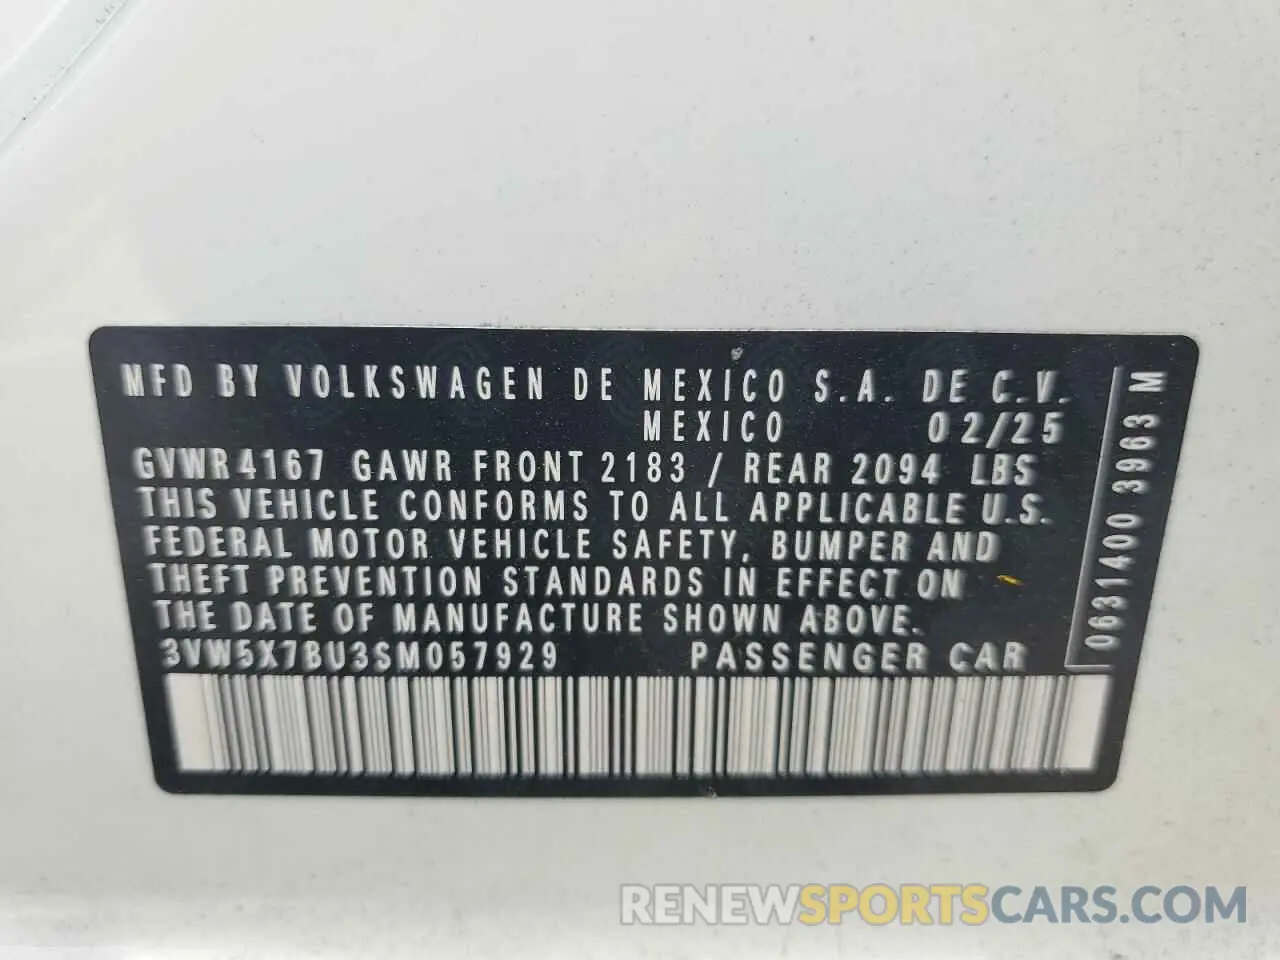 MFD BY VOLKSWAGEN DE MEXICO S.A. DE C.V.
MEXICO 02/25
GVWR 4167 GAWR FRONT 2183 / REAR 2094 LBS
THIS VEHICLE CONFORMS TO ALL APPLICABLE U.S.
FEDERAL MOTOR VEHICLE SAFETY, BUMPER AND
THEFT PREVENTION STANDARDS IN EFFECT ON
THE DATE OF MANUFACTURE SHOWN ABOVE.
3VW5X7BU3SM057929 PASSENGER CAR
0631400 3963 M
RENEWSPORTSCARS.COM